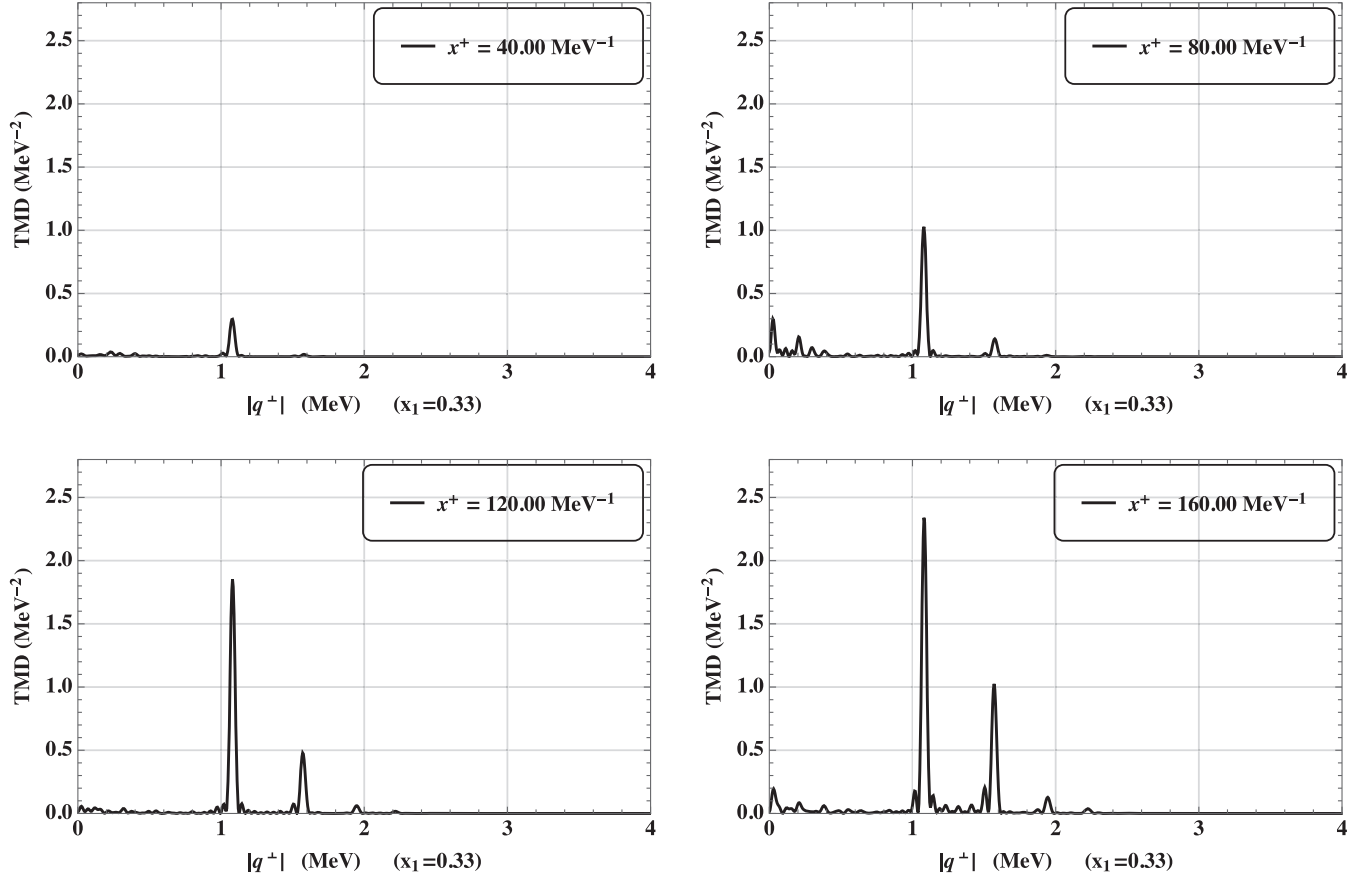 TMD (MeV⁻²)
2.5
2.0
1.5
1.0
0.5
0.0
x⁺ = 40.00 MeV⁻¹
0 1 2 3 4
|q⊥| (MeV) (x₁=0.33)
TMD (MeV⁻²)
2.5
2.0
1.5
1.0
0.5
0.0
x⁺ = 80.00 MeV⁻¹
0 1 2 3 4
|q⊥| (MeV) (x₁=0.33)
TMD (MeV⁻²)
2.5
2.0
1.5
1.0
0.5
0.0
x⁺ = 120.00 MeV⁻¹
0 1 2 3 4
|q⊥| (MeV) (x₁=0.33)
TMD (MeV⁻²)
2.5
2.0
1.5
1.0
0.5
0.0
x⁺ = 160.00 MeV⁻¹
0 1 2 3 4
|q⊥| (MeV) (x₁=0.33)